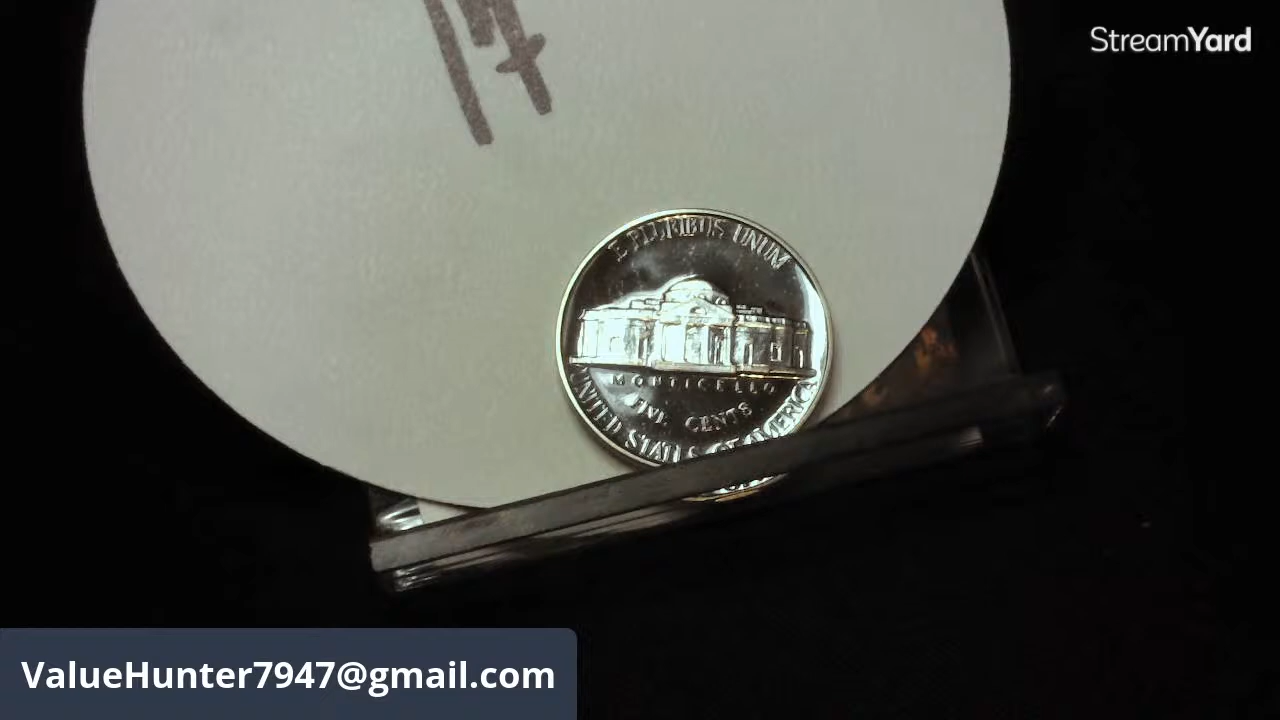 StreamYard
E PLURIBUS UNUM
MONTICELLO
FIVE CENTS
UNITED STATES OF AMERICA
ValueHunter7947@gmail.com